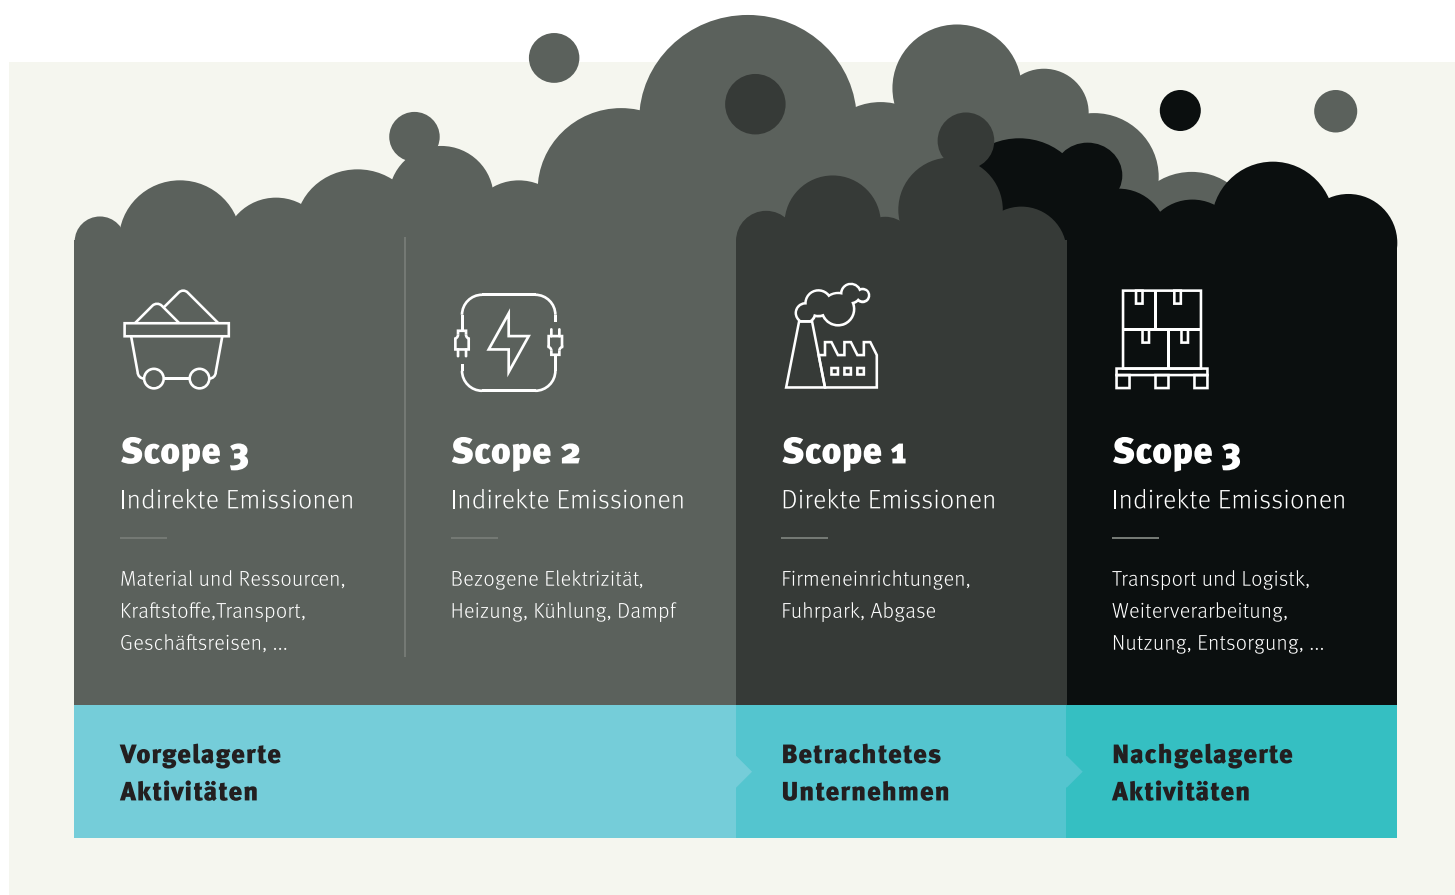 Scope 3
Indirekte Emissionen
Material und Ressourcen,
Kraftstoffe,Transport,
Geschäftsreisen, ...
Scope 2
Indirekte Emissionen
Bezogene Elektrizität,
Heizung, Kühlung, Dampf
Scope 1
Direkte Emissionen
Firmeneinrichtungen,
Fuhrpark, Abgase
Scope 3
Indirekte Emissionen
Transport und Logistk,
Weiterverarbeitung,
Nutzung, Entsorgung, ...
Vorgelagerte
Aktivitäten
Betrachtetes
Unternehmen
Nachgelagerte
Aktivitäten